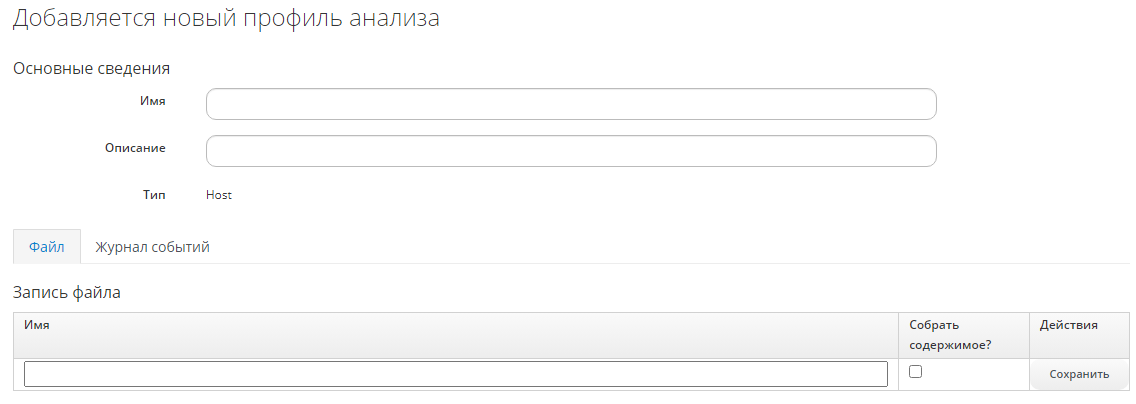 Добавляется новый профиль анализа
Основные сведения
Имя
Описание
Тип Host
Файл Журнал событий
Запись файла
Имя Собрать содержимое? Действия
Сохранить